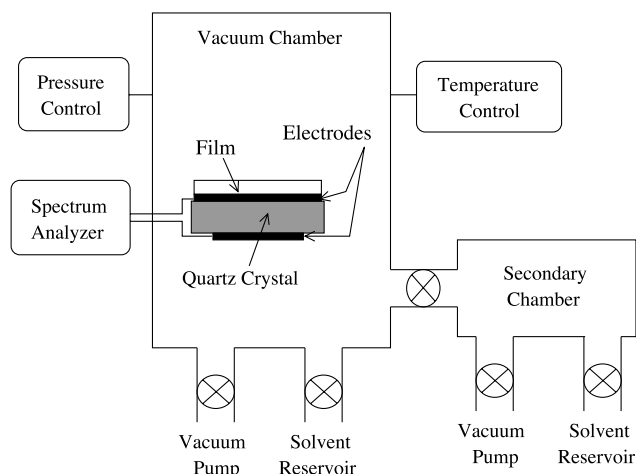 Vacuum Chamber
Pressure
Control
Temperature
Control
Electrodes
Film
Spectrum
Analyzer
Quartz Crystal
Secondary
Chamber
Vacuum
Pump
Solvent
Reservoir
Vacuum
Pump
Solvent
Reservoir